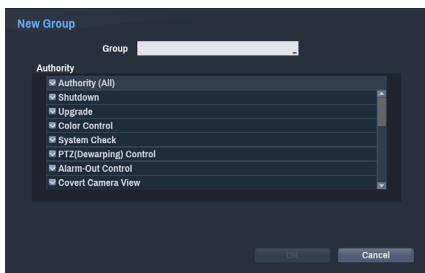 New Group
Group
Authority
Authority (All)
Shutdown
Upgrade
Color Control
System Check
PTZ(Dewarping) Control
Alarm-Out Control
Covert Camera View
OK Cancel